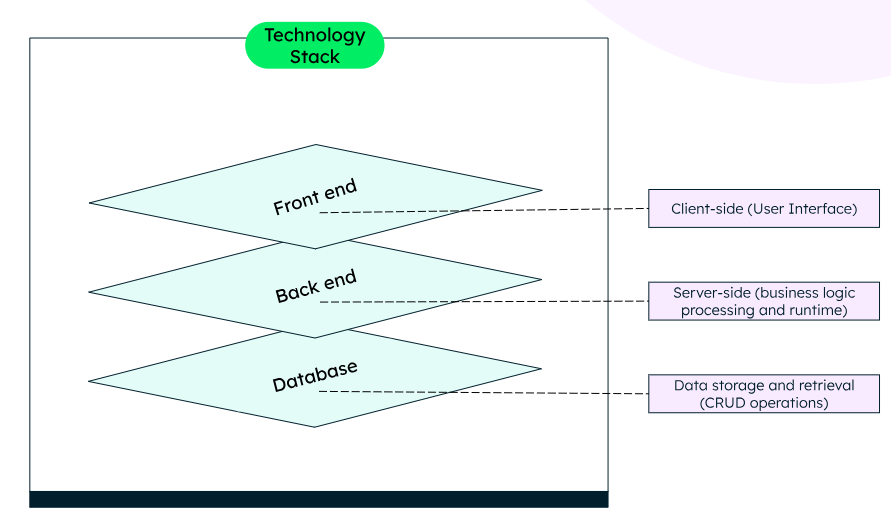 Technology
Stack
Front end
Client-side (User Interface)
Back end
Server-side (business logic
processing and runtime)
Database
Data storage and retrieval
(CRUD operations)